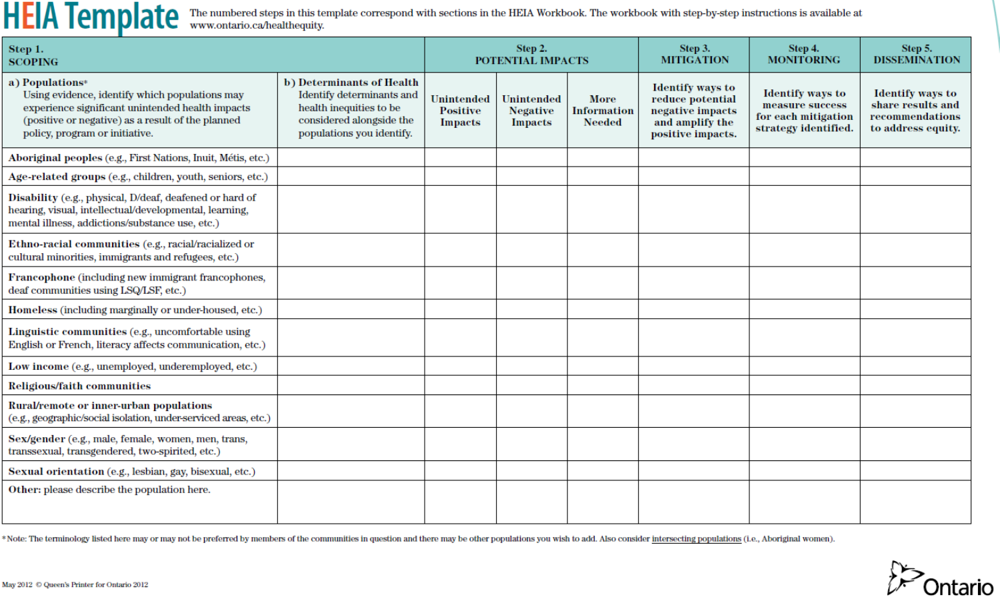 HEIA Template
The numbered steps in this template correspond with sections in the HEIA Workbook. The workbook with step-by-step instructions is available at
www.ontario.ca/healthequity.
Step 1.
SCOPING
Step 2.
POTENTIAL IMPACTS
Step 3.
MITIGATION
Step 4.
MONITORING
Step 5.
DISSEMINATION
a) Populations*
Using evidence, identify which populations may
experience significant unintended health impacts
(positive or negative) as a result of the planned
policy, program or initiative.
b) Determinants of Health
Identify determinants and
health inequities to be
considered alongside the
populations you identify.
Unintended
Positive
Impacts
Unintended
Negative
Impacts
More
Information
Needed
Identify ways to
reduce potential
negative impacts
and amplify the
positive impacts.
Identify ways to
measure success
for each mitigation
strategy identified.
Identify ways to
share results and
recommendations
to address equity.
Aboriginal peoples (e.g., First Nations, Inuit, Métis, etc.)
Age-related groups (e.g., children, youth, seniors, etc.)
Disability (e.g., physical, D/deaf, deafened or hard of
hearing, visual, intellectual/developmental, learning,
mental illness, addictions/substance use, etc.)
Ethno-racial communities (e.g., racial/racialized or
cultural minorities, immigrants and refugees, etc.)
Francophone (including new immigrant francophones,
deaf communities using LSQ/LSF, etc.)
Homeless (including marginally or under-housed, etc.)
Linguistic communities (e.g., uncomfortable using
English or French, literacy affects communication, etc.)
Low income (e.g., unemployed, underemployed, etc.)
Religious/faith communities
Rural/remote or inner-urban populations
(e.g., geographic/social isolation, under-serviced areas, etc.)
Sex/gender (e.g., male, female, women, men, trans,
transsexual, transgendered, two-spirited, etc.)
Sexual orientation (e.g., lesbian, gay, bisexual, etc.)
Other: please describe the population here.
*Note: The terminology listed here may or may not be preferred by members of the communities in question and there may be other populations you wish to add. Also consider intersecting populations (i.e., Aboriginal women).
May 2012 © Queen's Printer for Ontario 2012
Ontario